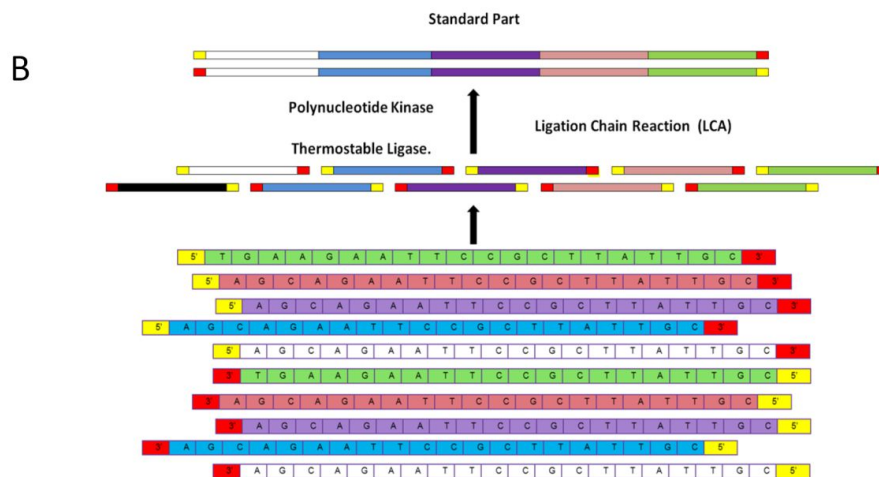 Standard Part
B
Polynucleotide Kinase
Ligation Chain Reaction (LCA)
Thermostable Ligase.
5' T G A A G A A T T C C G C T T A T T G C 3'
5' A G C A G A A T T C C G C T T A T T G C 3'
5' A G C A G A A T T C C G C T T A T T G C 3'
5' A G C A G A A T T C C G C T T A T T G C 3'
5' A G C A G A A T T C C G C T T A T T G C 3'
3' T G A A G A A T T C C G C T T A T T G C 5'
3' A G C A G A A T T C C G C T T A T T G C 5'
3' A G C A G A A T T C C G C T T A T T G C 5'
3' A G C A G A A T T C C G C T T A T T G C 5'
3' A G C A G A A T T C C G C T T A T T G C 5'